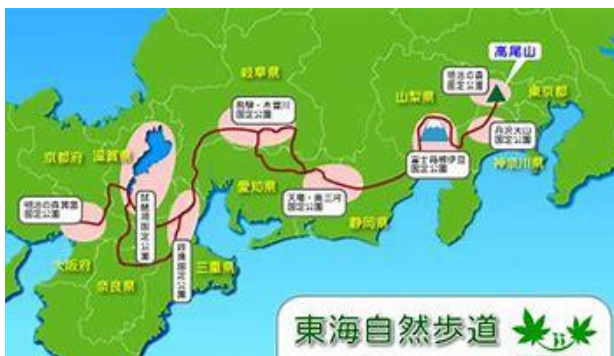 高尾山
岐阜県
明治の森
国定公園
山梨県
東京都
飛騨・木曽川
国定公園
京都府
滋賀県
丹沢大山
国定公園
富士箱根伊豆
国定公園
神奈川県
愛知県
天竜・奥三河
国定公園
明治の森箕面
国定公園
琵琶湖国定公園
静岡県
鈴鹿国定公園
大阪府
三重県
奈良県
東海自然歩道